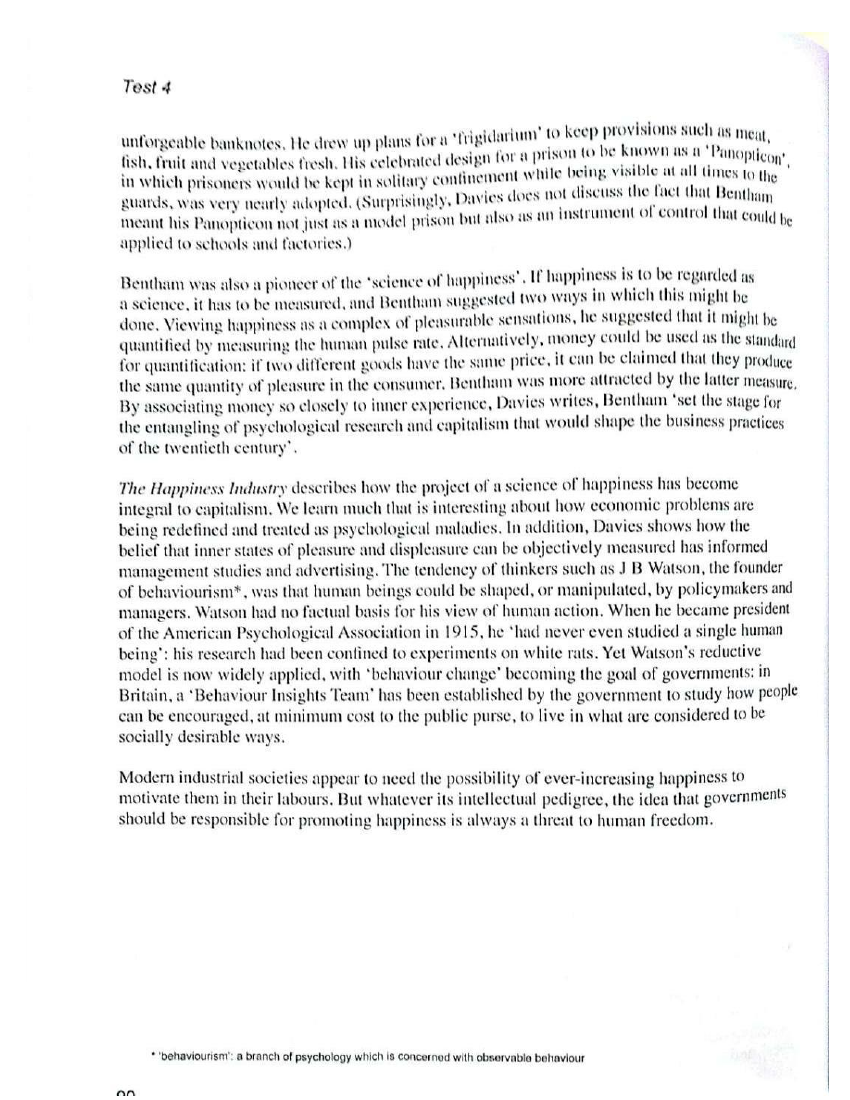 Test 4
unforgeable banknotes. He drew up plans for a 'frigidarium' to keep provisions such as meat,
fish, fruit and vegetables fresh. His celebrated design for a prison to be known as a 'Panopticon',
in which prisoners would be kept in solitary confinement while being visible at all times to the
guards, was very nearly adopted. (Surprisingly, Davies does not discuss the fact that Bentham
meant his Panopticon not just as a model prison but also as an instrument of control that could be
applied to schools and factories.)
Bentham was also a pioneer of the 'science of happiness'. If happiness is to be regarded as
a science, it has to be measured, and Bentham suggested two ways in which this might be
done. Viewing happiness as a complex of pleasurable sensations, he suggested that it might be
quantified by measuring the human pulse rate. Alternatively, money could be used as the standard
for quantification: if two different goods have the same price, it can be claimed that they produce
the same quantity of pleasure in the consumer. Bentham was more attracted by the latter measure.
By associating money so closely to inner experience, Davies writes, Bentham 'set the stage for
the entangling of psychological research and capitalism that would shape the business practices
of the twentieth century'.
The Happiness Industry describes how the project of a science of happiness has become
integral to capitalism. We learn much that is interesting about how economic problems are
being redefined and treated as psychological maladies. In addition, Davies shows how the
belief that inner states of pleasure and displeasure can be objectively measured has informed
management studies and advertising. The tendency of thinkers such as J B Watson, the founder
of behaviourism*, was that human beings could be shaped, or manipulated, by policymakers and
managers. Watson had no factual basis for his view of human action. When he became president
of the American Psychological Association in 1915, he 'had never even studied a single human
being': his research had been confined to experiments on white rats. Yet Watson's reductive
model is now widely applied, with 'behaviour change' becoming the goal of governments: in
Britain, a 'Behaviour Insights Team' has been established by the government to study how people
can be encouraged, at minimum cost to the public purse, to live in what are considered to be
socially desirable ways.
Modern industrial societies appear to need the possibility of ever-increasing happiness to
motivate them in their labours. But whatever its intellectual pedigree, the idea that governments
should be responsible for promoting happiness is always a threat to human freedom.
* 'behaviourism': a branch of psychology which is concerned with observable behaviour